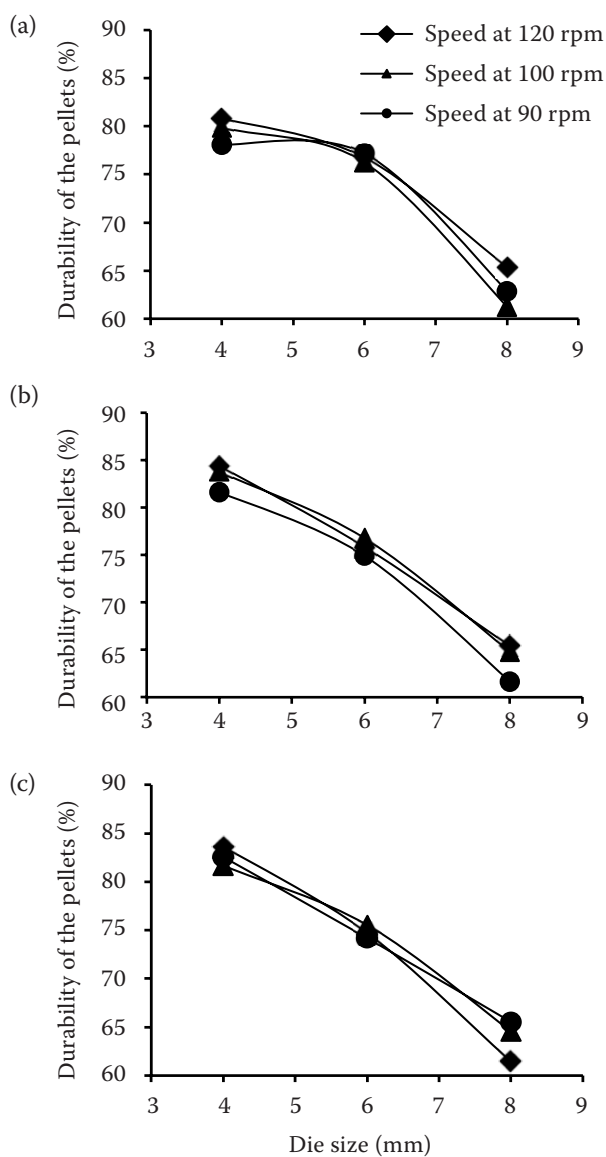 (a)
Durability of the pellets (%)
90
85
80
75
70
65
60
3 4 5 6 7 8 9
Speed at 120 rpm
Speed at 100 rpm
Speed at 90 rpm
(b)
Durability of the pellets (%)
90
85
80
75
70
65
60
3 4 5 6 7 8 9
(c)
Durability of the pellets (%)
90
85
80
75
70
65
60
3 4 5 6 7 8 9
Die size (mm)